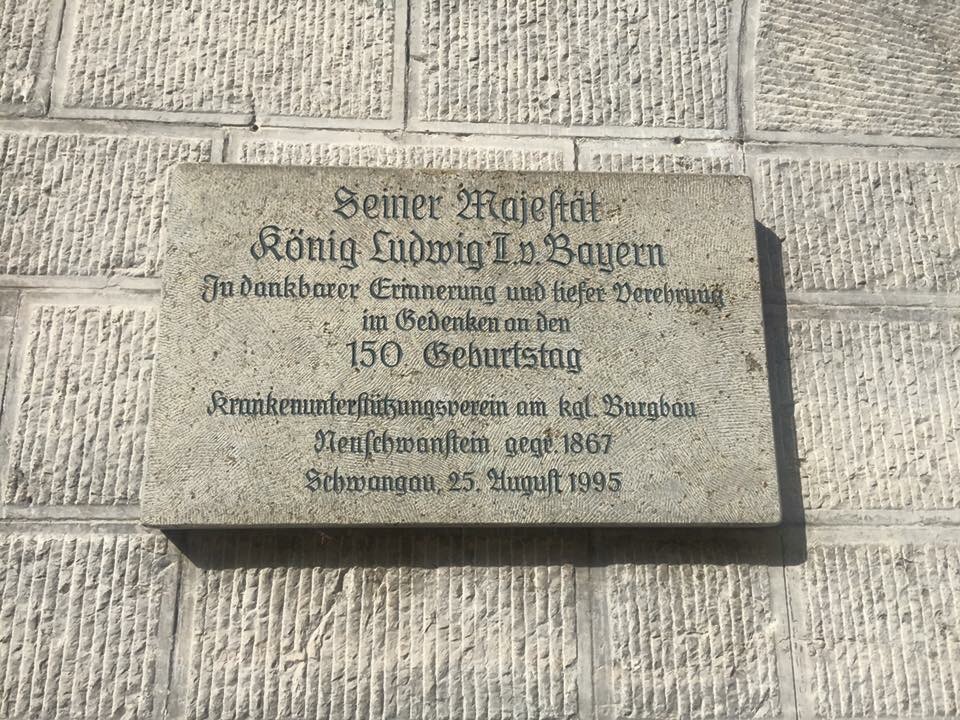 Seiner Majestät
König Ludwig II. v. Bayern
In dankbarer Erinnerung und tiefer Verehrung
im Gedenken an den
150 Geburtstag
Krankenunterstützungsverein am kgl. Burgbau
Neuschwanstein, gegr. 1867
Schwangau, 25. August 1995